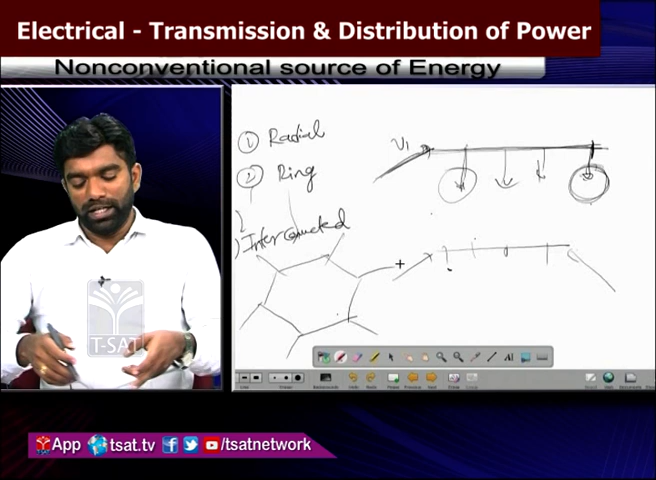 Electrical - Transmission & Distribution of Power
Nonconventional source of Energy
① Radial
② Ring
Interconnected
V1
T-SAT
AI
App tsat.tv /tsatnetwork